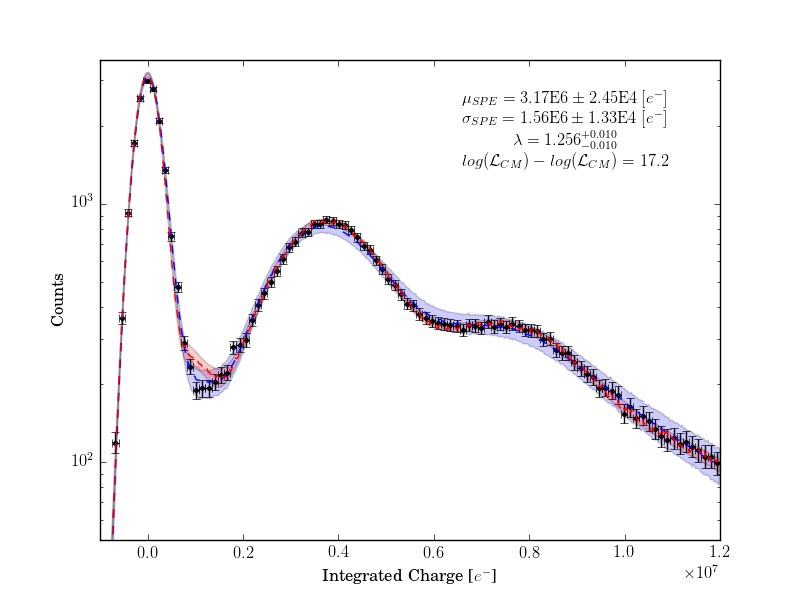 μ_SPE = 3.17E6 ± 2.45E4 [e⁻]
σ_SPE = 1.56E6 ± 1.33E4 [e⁻]
λ = 1.256^{+0.010}_{-0.010}
log(ℒ_CM) − log(ℒ_CM) = 17.2
10³
10²
Counts
0.0 0.2 0.4 0.6 0.8 1.0 1.2
×10⁷
Integrated Charge [e⁻]